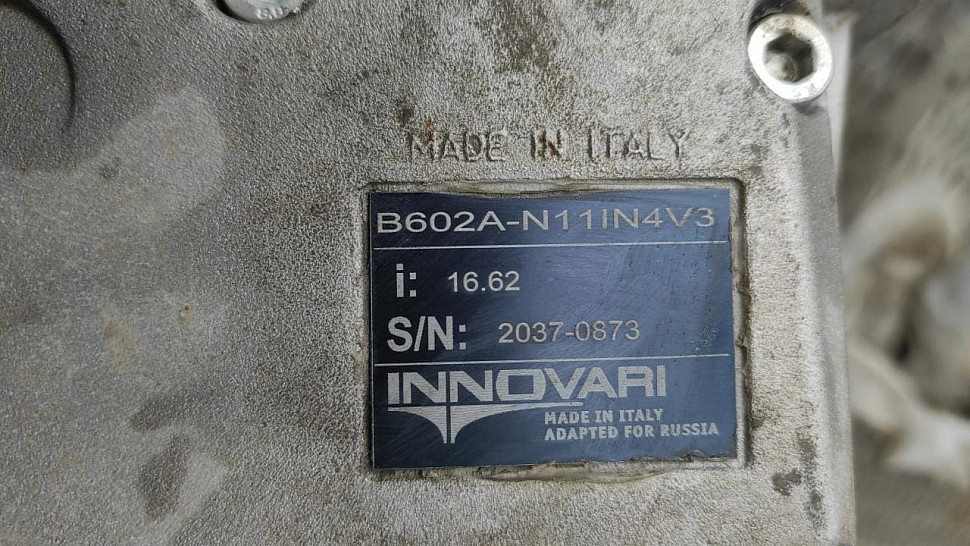 MADE IN ITALY
B602A-N11IN4V3
i: 16.62
S/N: 2037-0873
INNOVARI
MADE IN ITALY
ADAPTED FOR RUSSIA